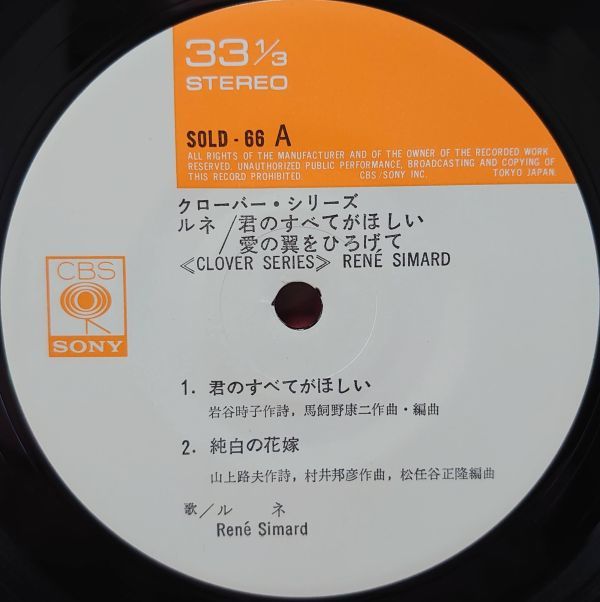 33 1/3
STEREO
SOLD - 66 A
ALL RIGHTS OF THE MANUFACTURER AND OF THE OWNER OF THE RECORDED WORK
RESERVED. UNAUTHORIZED PUBLIC PERFORMANCE, BROADCASTING AND COPYING OF
THIS RECORD PROHIBITED. CBS/SONY INC. TOKYO JAPAN.
クローバー・シリーズ
ルネ/君のすべてがほしい
愛の翼をひろげて
≪CLOVER SERIES≫ RENÉ SIMARD
CBS
SONY
1. 君のすべてがほしい
岩谷時子作詩, 馬飼野康二作曲・編曲
2. 純白の花嫁
山上路夫作詩, 村井邦彦作曲, 松任谷正隆編曲
歌/ル ネ
René Simard